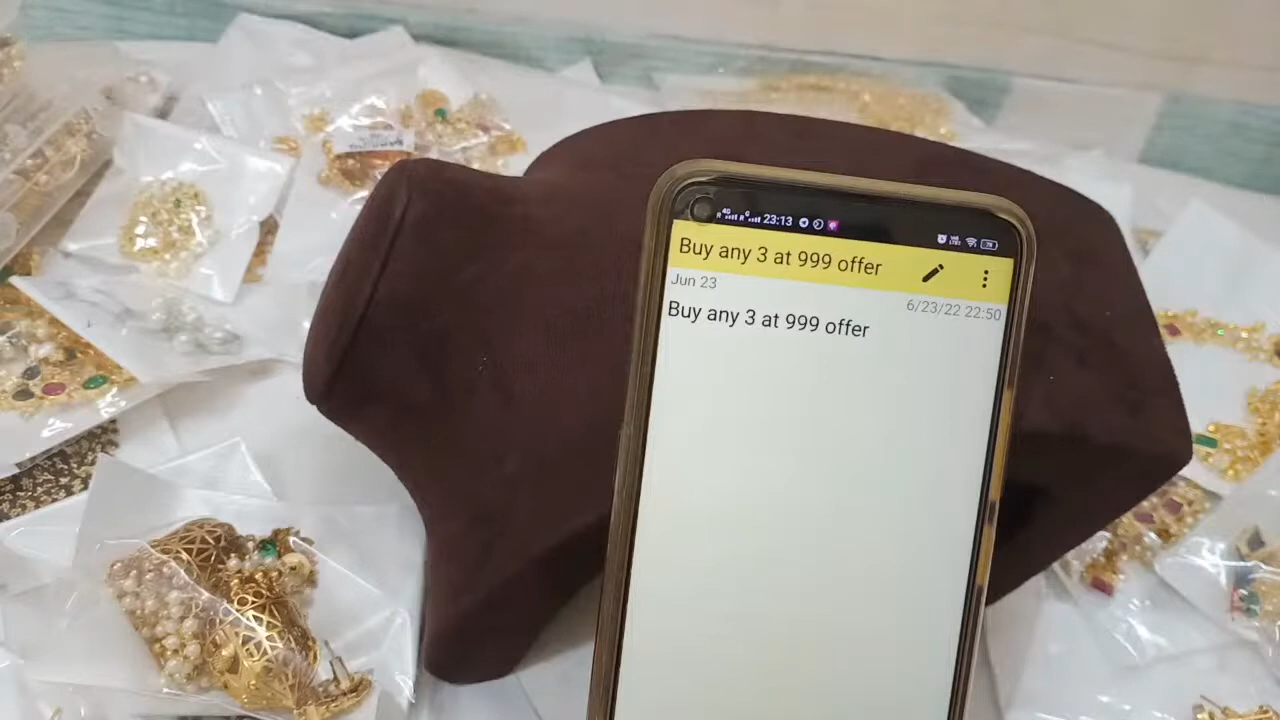 23:13
Buy any 3 at 999 offer
Jun 23
6/23/22 22:50
Buy any 3 at 999 offer